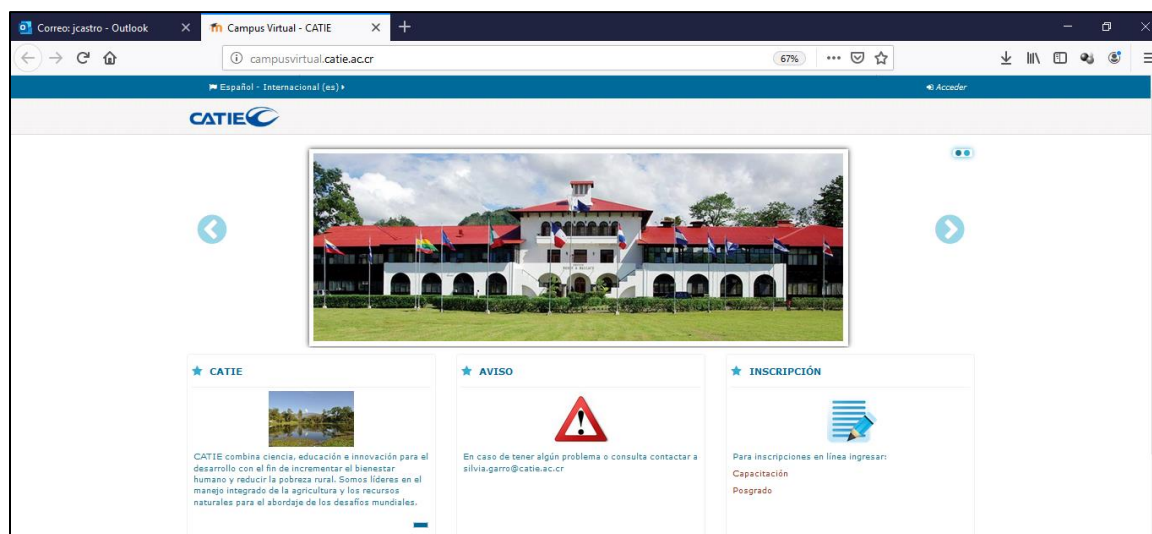 Correo: jcastro - Outlook
Campus Virtual - CATIE
campusvirtual.catie.ac.cr
67%
Español - Internacional (es)
Acceder
CATIE
CATIE
CATIE combina ciencia, educación e innovación para el
desarrollo con el fin de incrementar el bienestar
humano y reducir la pobreza rural. Somos líderes en el
manejo integrado de la agricultura y los recursos
naturales para el abordaje de los desafíos mundiales.
AVISO
En caso de tener algún problema o consulta contactar a
silvia.garro@catie.ac.cr
INSCRIPCIÓN
Para inscripciones en línea ingresar:
Capacitación
Posgrado